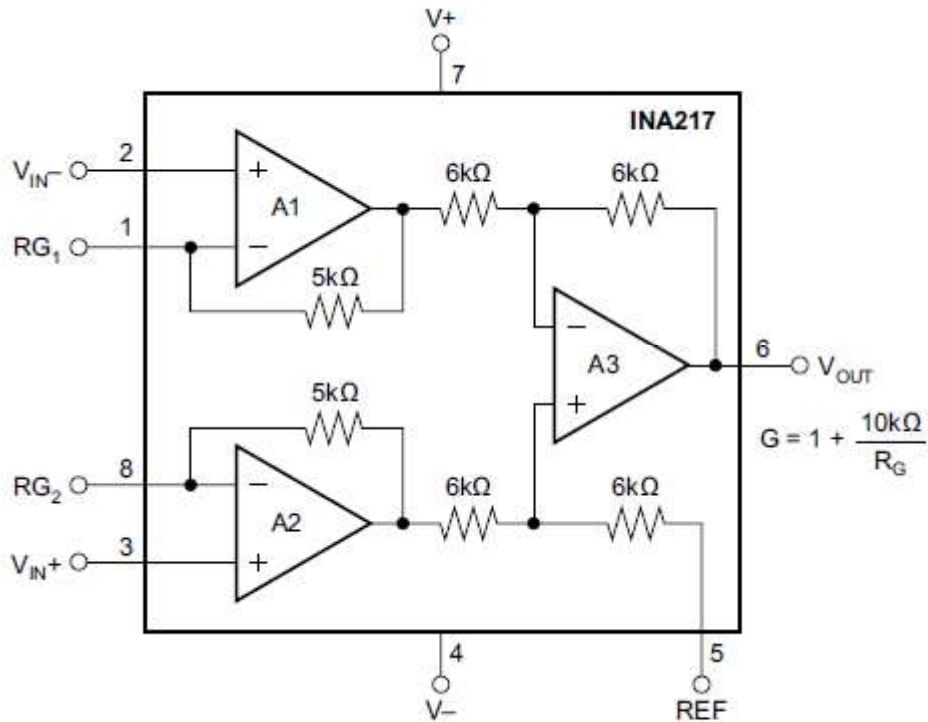 V+
7
INA217
2
V_IN–
6kΩ
6kΩ
+
A1
1
RG₁
–
5kΩ
–
A3
6
V_OUT
+
5kΩ
G = 1 + 10kΩ / R_G
8
RG₂
–
6kΩ
6kΩ
A2
3
V_IN+
+
4
5
V–
REF